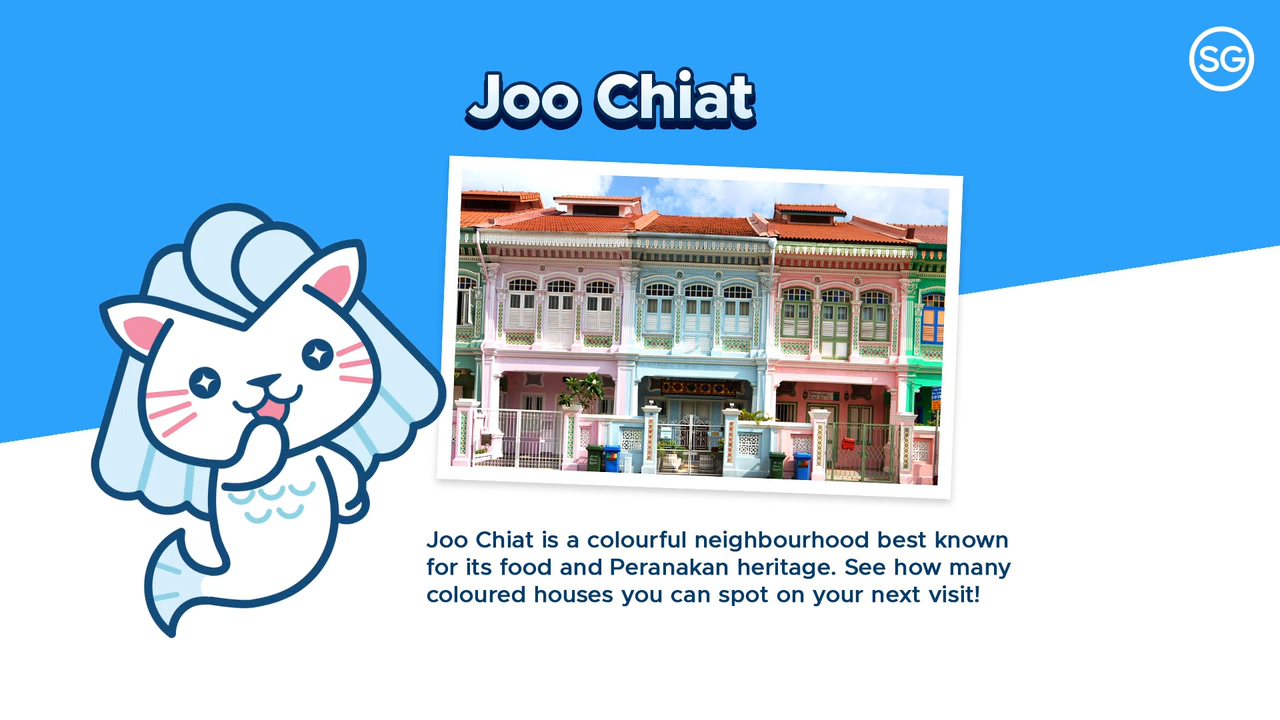 SG
Joo Chiat
Joo Chiat is a colourful neighbourhood best known
for its food and Peranakan heritage. See how many
coloured houses you can spot on your next visit!